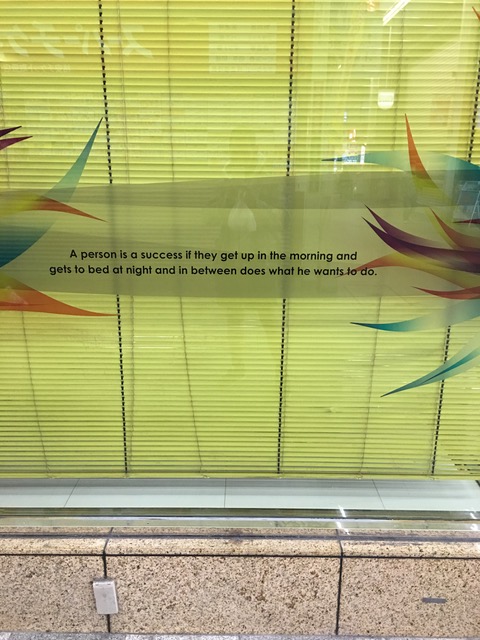 A person is a success if they get up in the morning and
gets to bed at night and in between does what he wants to do.